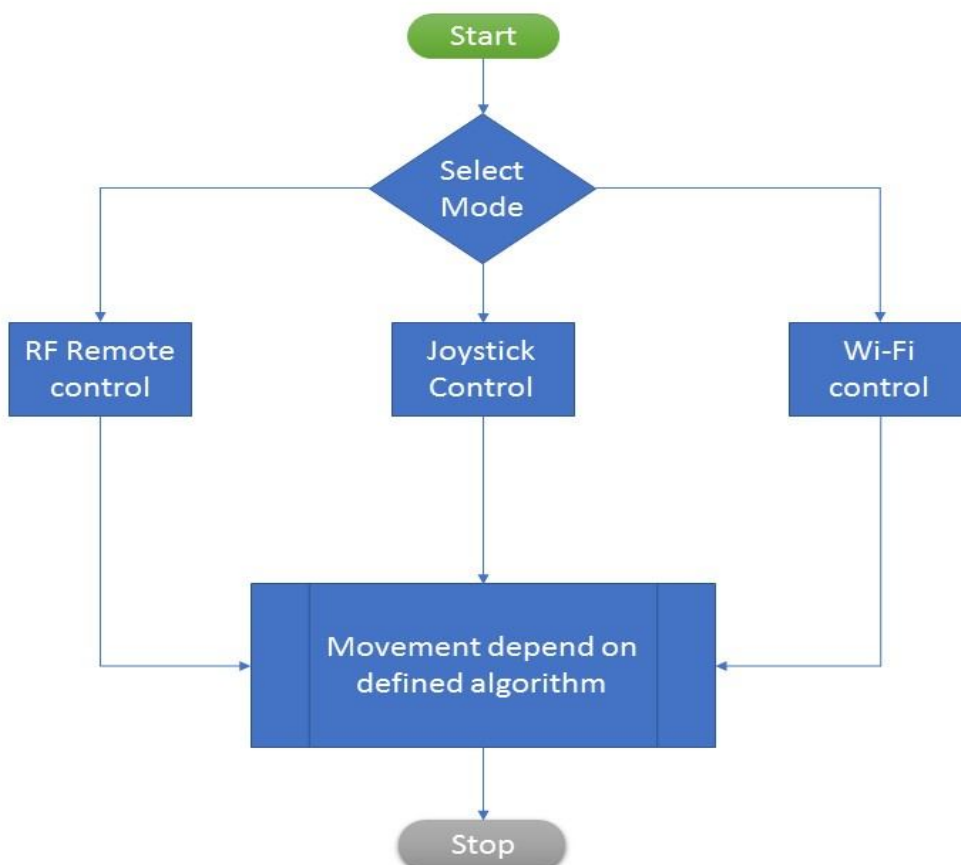 Start
Select
Mode
RF Remote
control
Joystick
Control
Wi-Fi
control
Movement depend on
defined algorithm
Stop